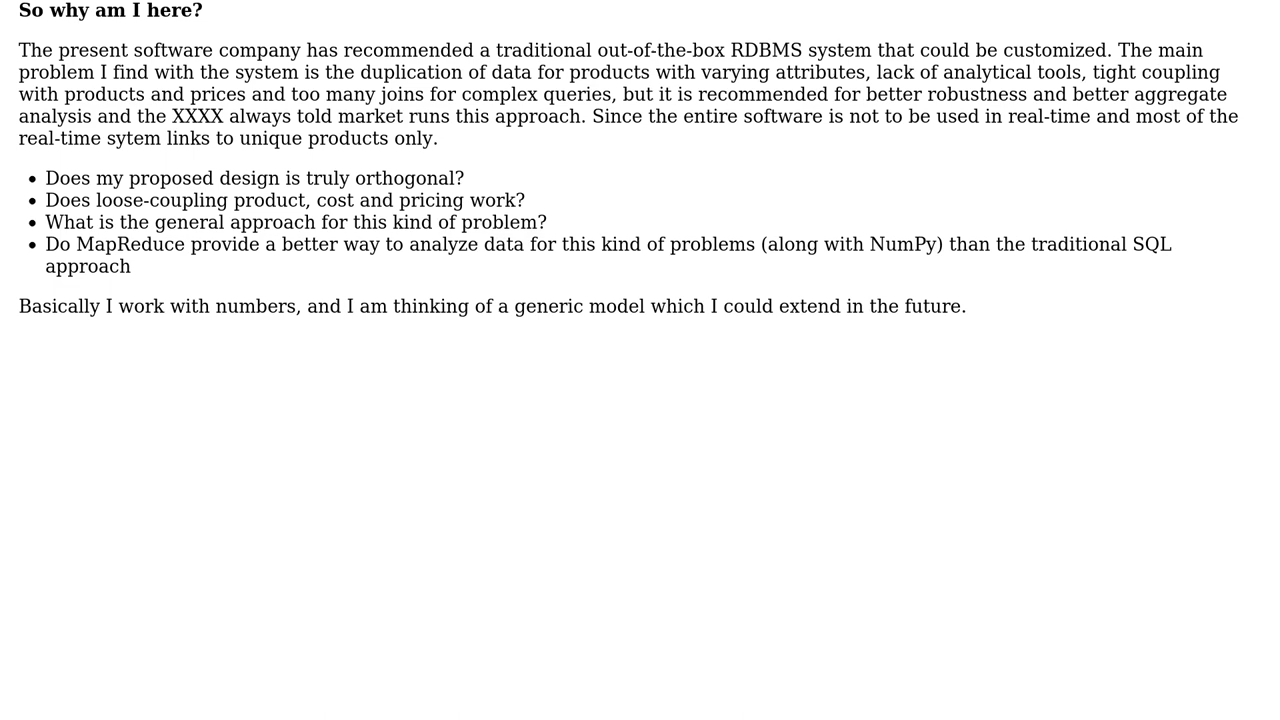 So why am I here?
The present software company has recommended a traditional out-of-the-box RDBMS system that could be customized. The main
problem I find with the system is the duplication of data for products with varying attributes, lack of analytical tools, tight coupling
with products and prices and too many joins for complex queries, but it is recommended for better robustness and better aggregate
analysis and the XXXX always told market runs this approach. Since the entire software is not to be used in real-time and most of the
real-time sytem links to unique products only.
• Does my proposed design is truly orthogonal?
• Does loose-coupling product, cost and pricing work?
• What is the general approach for this kind of problem?
• Do MapReduce provide a better way to analyze data for this kind of problems (along with NumPy) than the traditional SQL
approach
Basically I work with numbers, and I am thinking of a generic model which I could extend in the future.